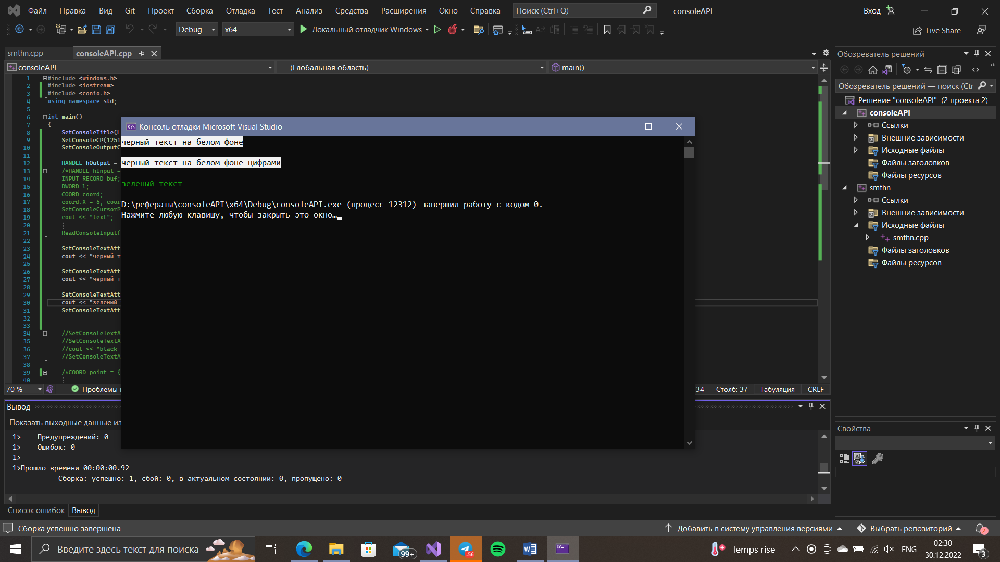 Файл Правка Вид Git Проект Сборка Отладка Тест Анализ Средства Расширения Окно Справка Поиск (Ctrl+Q) consoleAPI Вход
Debug x64 Локальный отладчик Windows Live Share
smthn.cpp consoleAPI.cpp
consoleAPI (Глобальная область) main()
1 #include <windows.h>
2 #include <iostream>
3 #include <conio.h>
4 using namespace std;
5
6 int main()
7 {
8 SetConsoleTitle(L
9 SetConsoleCP(1251
10 SetConsoleOutputC
11
12 HANDLE hOutput =
13 /*HANDLE hInput =
14 INPUT_RECORD buf;
15 DWORD l;
16 COORD coord;
17 coord.X = 5, coor
18 SetConsoleCursorP
19 cout << "text";
20
21 ReadConsoleInput(
22
23 SetConsoleTextAtt
24 cout << "черный т
25
26 SetConsoleTextAtt
27 cout << "черный т
28
29 SetConsoleTextAtt
30 cout << "зеленый
31 SetConsoleTextAtt
32
33
34 //SetConsoleTextA
35 //SetConsoleTextA
36 //cout << "black
37 //SetConsoleTextA
38
39 /*COORD point = {
40
70 % Проблемы 34 Столб: 37 Табуляция CRLF
Консоль отладки Microsoft Visual Studio
черный текст на белом фоне
черный текст на белом фоне цифрами
зеленый текст
D:\рефераты\consoleAPI\x64\Debug\consoleAPI.exe (процесс 12312) завершил работу с кодом 0.
Нажмите любую клавишу, чтобы закрыть это окно…
Вывод
Показать выходные данные из
1> Предупреждений: 0
1> Ошибок: 0
1>
1>Прошло времени 00:00:00.92
========== Сборка: успешно: 1, сбой: 0, в актуальном состоянии: 0, пропущено: 0==========
Список ошибок Вывод
Обозреватель решений
Обозреватель решений — поиск (Ctr
Решение "consoleAPI" (2 проекта 2)
consoleAPI
Ссылки
Внешние зависимости
Исходные файлы
Файлы заголовков
Файлы ресурсов
smthn
Ссылки
Внешние зависимости
Исходные файлы
smthn.cpp
Файлы заголовков
Файлы ресурсов
Свойства
Сборка успешно завершена Добавить в систему управления версиями Выбрать репозиторий 2
Введите здесь текст для поиска 99+ ..56 Temps rise ENG 02:30
30.12.2022 3